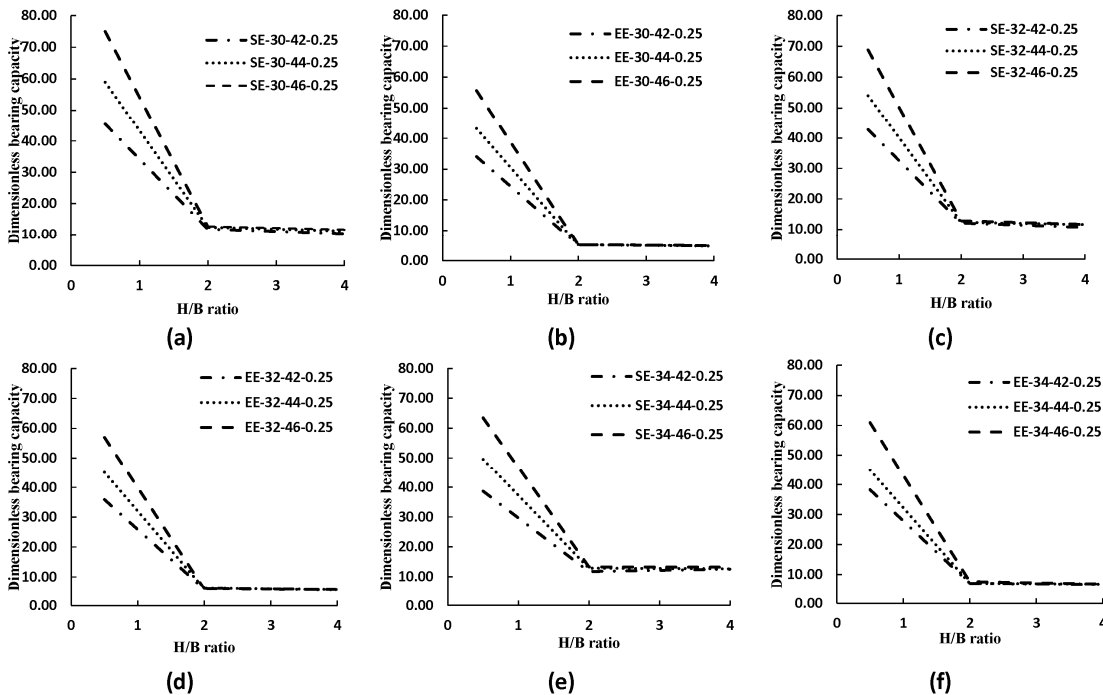 Dimensionless bearing capacity
80.00
70.00
60.00
50.00
40.00
30.00
20.00
10.00
0.00
0 1 2 3 4
H/B ratio
SE-30-42-0.25
SE-30-44-0.25
SE-30-46-0.25
(a)
Dimensionless bearing capacity
80.00
70.00
60.00
50.00
40.00
30.00
20.00
10.00
0.00
0 1 2 3 4
H/B ratio
EE-30-42-0.25
EE-30-44-0.25
EE-30-46-0.25
(b)
Dimensionless bearing capacity
80.00
70.00
60.00
50.00
40.00
30.00
20.00
10.00
0.00
0 1 2 3 4
H/B ratio
SE-32-42-0.25
SE-32-44-0.25
SE-32-46-0.25
(c)
Dimensionless bearing capacity
80.00
70.00
60.00
50.00
40.00
30.00
20.00
10.00
0.00
0 1 2 3 4
H/B ratio
EE-32-42-0.25
EE-32-44-0.25
EE-32-46-0.25
(d)
Dimensionless bearing capacity
80.00
70.00
60.00
50.00
40.00
30.00
20.00
10.00
0.00
0 1 2 3 4
H/B ratio
SE-34-42-0.25
SE-34-44-0.25
SE-34-46-0.25
(e)
Dimensionless bearing capacity
80.00
70.00
60.00
50.00
40.00
30.00
20.00
10.00
0.00
0 1 2 3 4
H/B ratio
EE-34-42-0.25
EE-34-44-0.25
EE-34-46-0.25
(f)